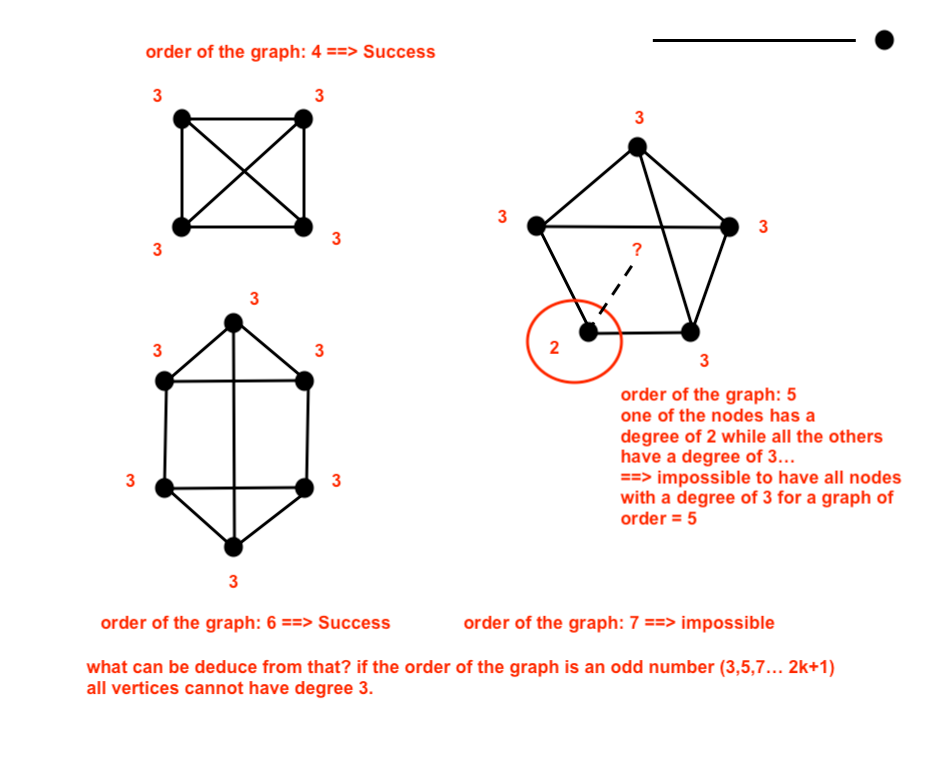 order of the graph: 4 ==> Success
3
3
3
3
3
3
3
?
2
3
order of the graph: 5
one of the nodes has a
degree of 2 while all the others
have a degree of 3...
==> impossible to have all nodes
with a degree of 3 for a graph of
order = 5
3
3
3
3
3
3
order of the graph: 6 ==> Success
order of the graph: 7 ==> impossible
what can be deduce from that? if the order of the graph is an odd number (3,5,7... 2k+1)
all vertices cannot have degree 3.